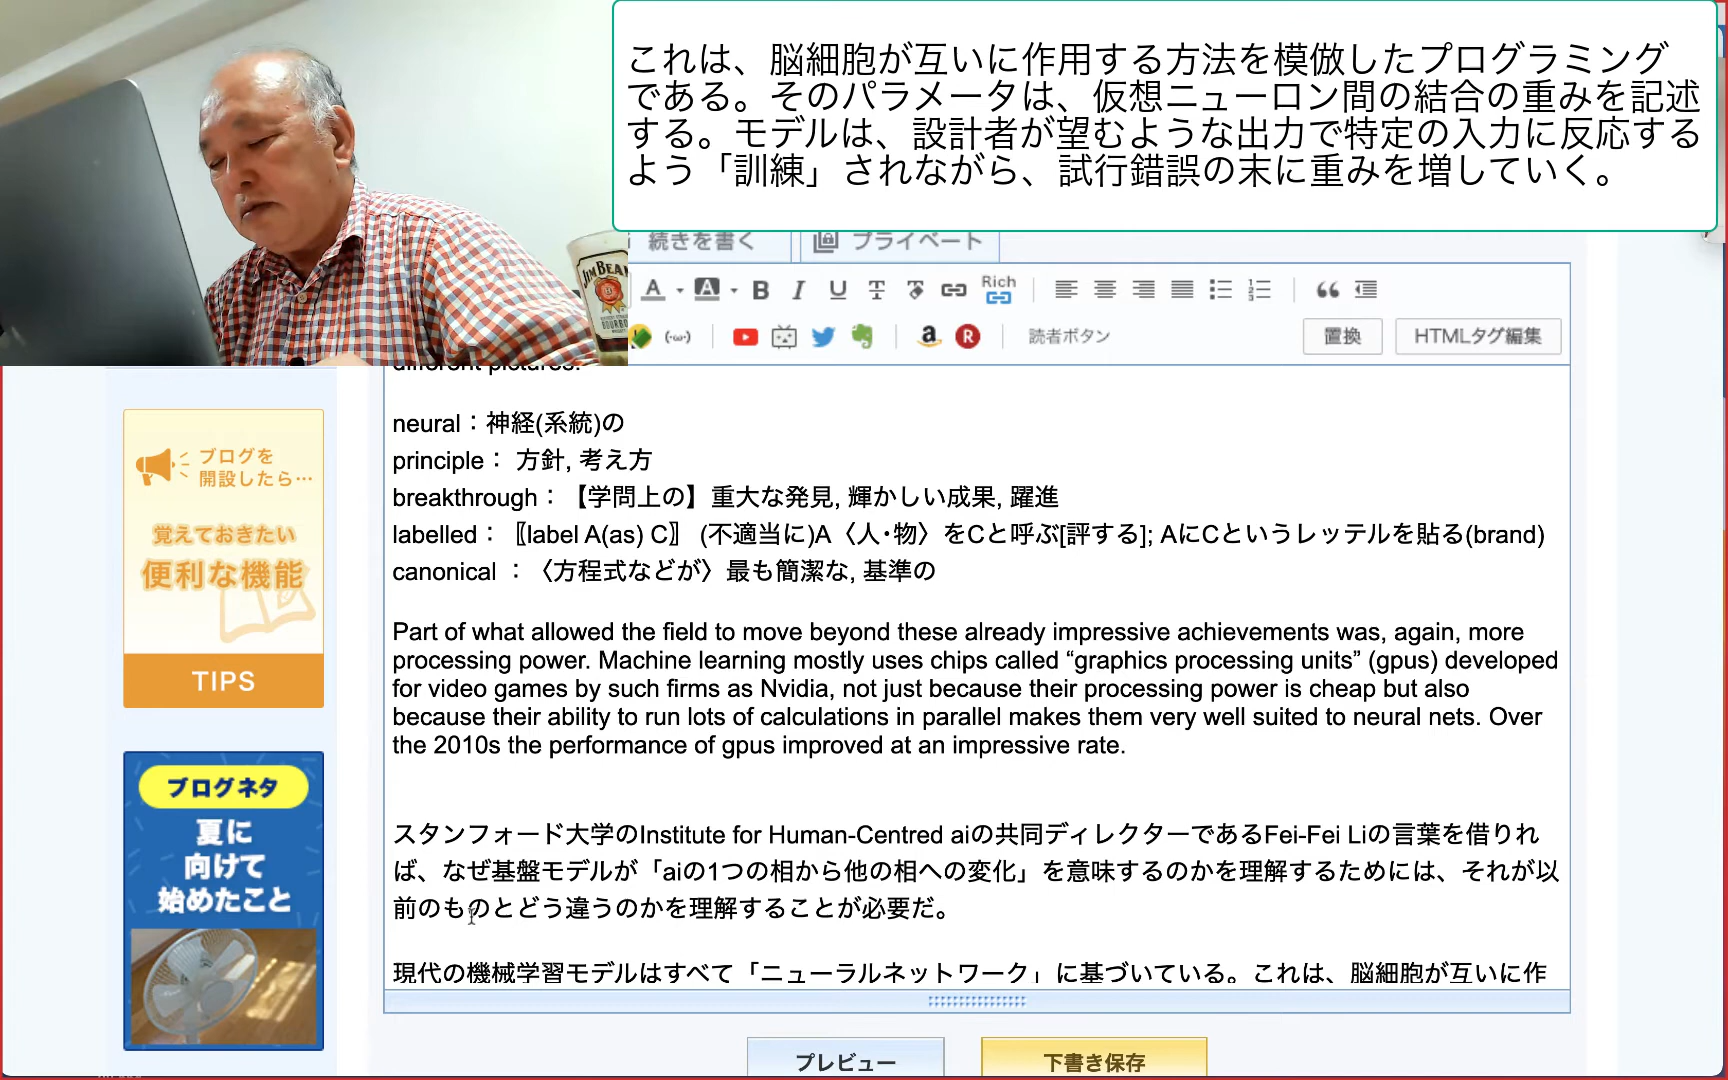 これは、脳細胞が互いに作用する方法を模倣したプログラミング
である。そのパラメータは、仮想ニューロン間の結合の重みを記述
する。モデルは、設計者が望むような出力で特定の入力に反応する
よう「訓練」されながら、試行錯誤の末に重みを増していく。
JIM BEAM
BOURBON
続きを書く
プライベート
A A B I U T Rich
(·ω·) a R 読者ボタン 置換 HTMLタグ編集
different pictures.
neural：神経(系統)の
principle： 方針, 考え方
breakthrough：【学問上の】重大な発見, 輝かしい成果, 躍進
labelled：〖label A(as) C〗 (不適当に)A〈人･物〉をCと呼ぶ[評する]; AにCというレッテルを貼る(brand)
canonical ：〈方程式などが〉最も簡潔な, 基準の
Part of what allowed the field to move beyond these already impressive achievements was, again, more
processing power. Machine learning mostly uses chips called “graphics processing units” (gpus) developed
for video games by such firms as Nvidia, not just because their processing power is cheap but also
because their ability to run lots of calculations in parallel makes them very well suited to neural nets. Over
the 2010s the performance of gpus improved at an impressive rate.
スタンフォード大学のInstitute for Human-Centred aiの共同ディレクターであるFei-Fei Liの言葉を借りれ
ば、なぜ基盤モデルが「aiの1つの相から他の相への変化」を意味するのかを理解するためには、それが以
前のものとどう違うのかを理解することが必要だ。
現代の機械学習モデルはすべて「ニューラルネットワーク」に基づいている。これは、脳細胞が互いに作
ブログを
開設したら…
覚えておきたい
便利な機能
TIPS
ブログネタ
夏に
向けて
始めたこと
プレビュー
下書き保存